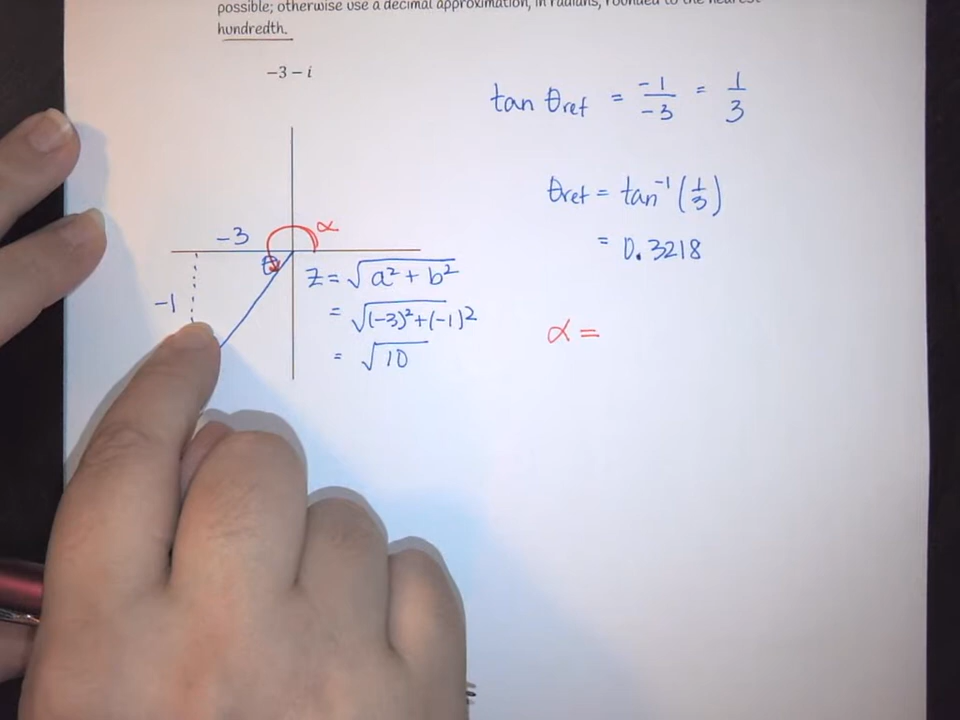 possible; otherwise use a decimal approximation, in radians, rounded to the nearest
hundredth.
−3 − i
tan θref = -1/-3 = 1/3
θref = tan⁻¹(1/3)
= 0.3218
α
-3
θ
-1
Z = √(a² + b²)
= √((-3)²+(-1)²)
= √10
α =